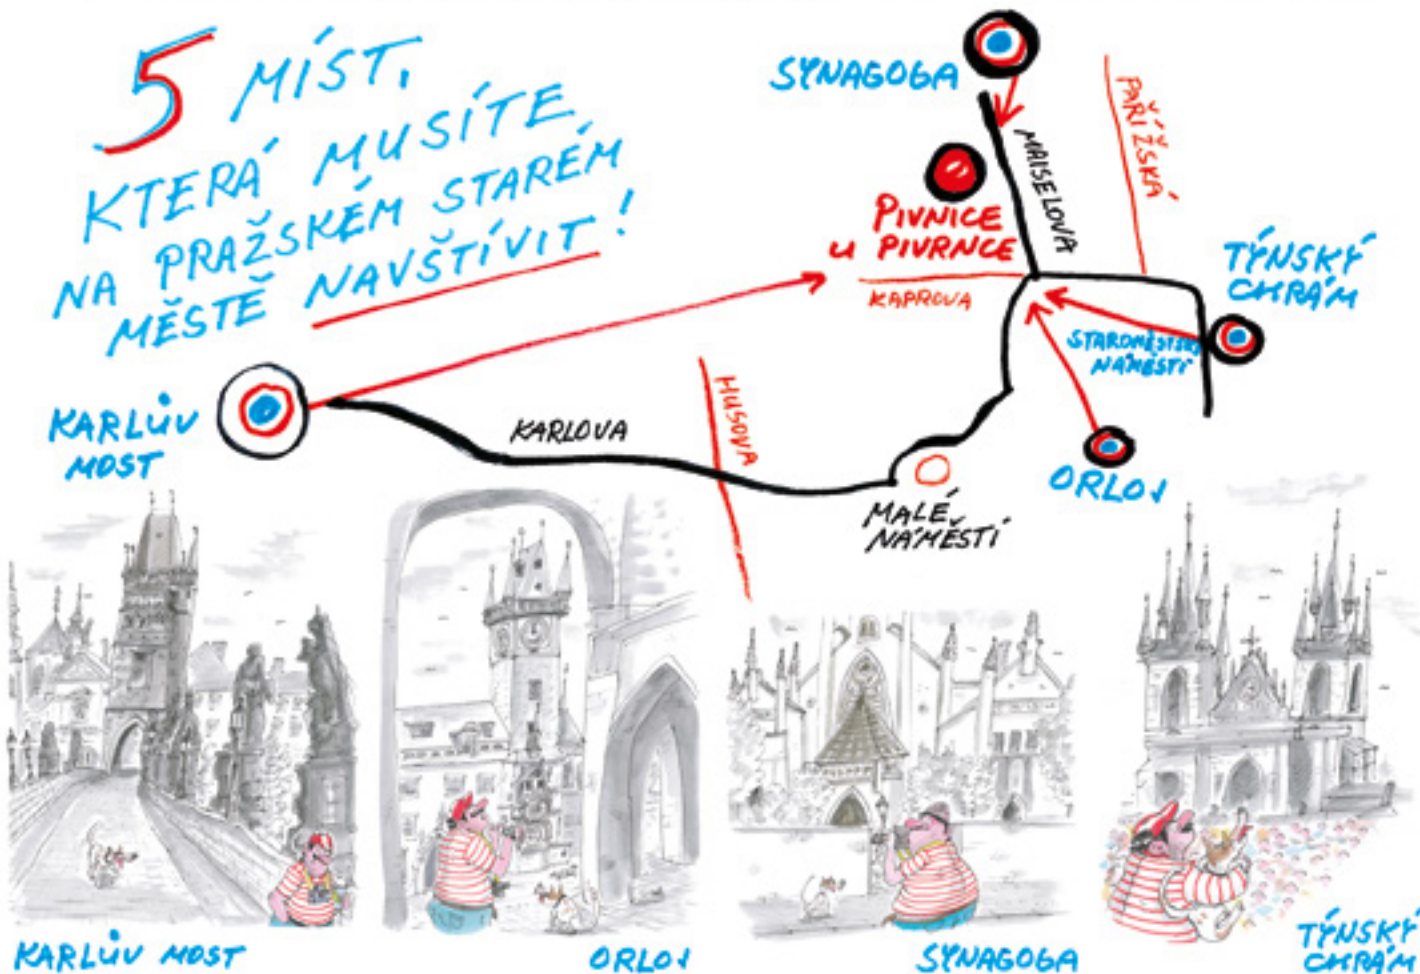 5 MÍST,
KTERÁ MUSÍTE
NA PRAŽSKÉM STARÉM
MĚSTĚ NAVŠTÍVIT!
SYNAGOGA
PAŘÍŽSKÁ
MAISELOVA
PIVNICE
U PIVRNCE
KAPROVA
TÝNSKÝ
CHRÁM
STAROMĚSTSKÉ
NÁMĚSTÍ
KARLŮV
MOST
KARLOVA
HUSOVA
ORLOJ
MALÉ
NÁMĚSTÍ
KARLŮV MOST
ORLOJ
SYNAGOGA
TÝNSKÝ
CHRÁM